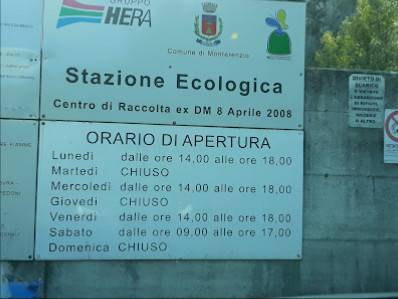 GRUPPO
HERA
Comune di Monterenzio
Stazione Ecologica
Centro di Raccolta ex DM 8 Aprile 2008
ORARIO DI APERTURA
Lunedì dalle ore 14,00 alle ore 18,00
Martedì CHIUSO
Mercoledì dalle ore 14,00 alle ore 18,00
Giovedì CHIUSO
Venerdì dalle ore 14,00 alle ore 18,00
Sabato dalle ore 09,00 alle ore 17,00
Domenica CHIUSO
DIVIETO DI
SCARICO